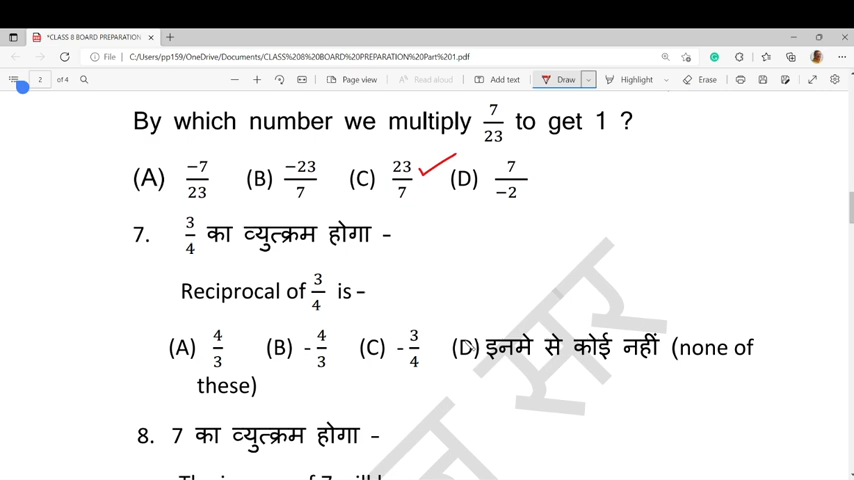 *CLASS 8 BOARD PREPARATION
File C:/Users/pp159/OneDrive/Documents/CLASS%208%20BOARD%20PREPARATION%20Part%201.pdf
2 of 4 Page view Read aloud Add text Draw Highlight Erase
By which number we multiply 7/23 to get 1 ?
(A) -7/23 (B) -23/7 (C) 23/7 (D) 7/-2
7. 3/4 का व्युत्क्रम होगा -
Reciprocal of 3/4 is -
(A) 4/3 (B) - 4/3 (C) - 3/4 (D) इनमे से कोई नहीं (none of
these)
8. 7 का व्युत्क्रम होगा -